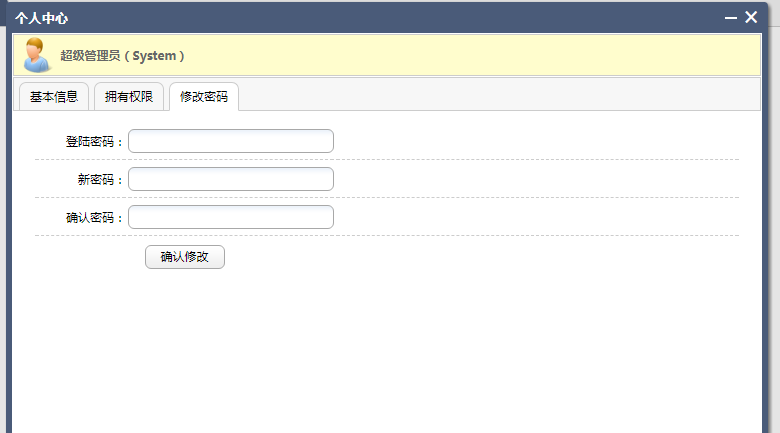 个人中心
超级管理员（System）
基本信息 拥有权限 修改密码
登陆密码：
新密码：
确认密码：
确认修改